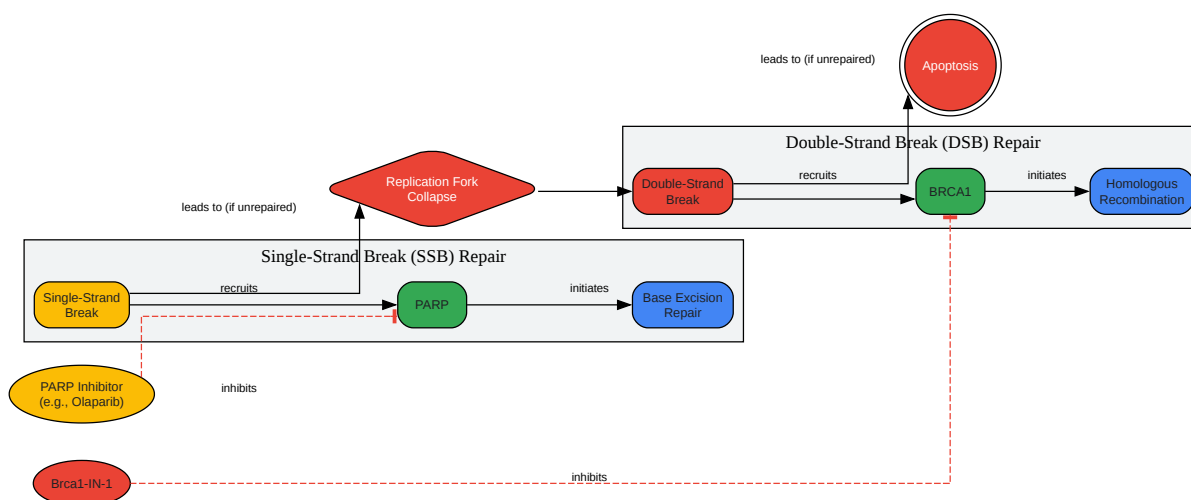 leads to (if unrepaired)
Apoptosis
Double-Strand Break (DSB) Repair
Replication Fork
Collapse
Double-Strand
Break
recruits
BRCA1
initiates
Homologous
Recombination
leads to (if unrepaired)
Single-Strand Break (SSB) Repair
Single-Strand
Break
recruits
PARP
initiates
Base Excision
Repair
PARP Inhibitor
(e.g., Olaparib)
inhibits
Brca1-IN-1
inhibits